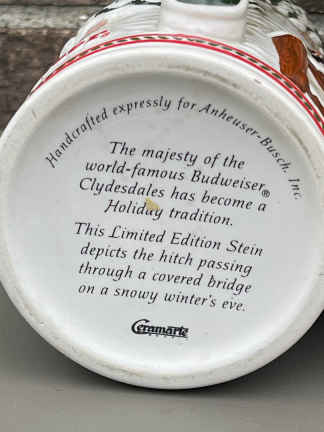 Handcrafted expressly for Anheuser-Busch, Inc.
The majesty of the
world-famous Budweiser®
Clydesdales has become a
Holiday tradition.
This Limited Edition Stein
depicts the hitch passing
through a covered bridge
on a snowy winter's eve.
Ceramarte